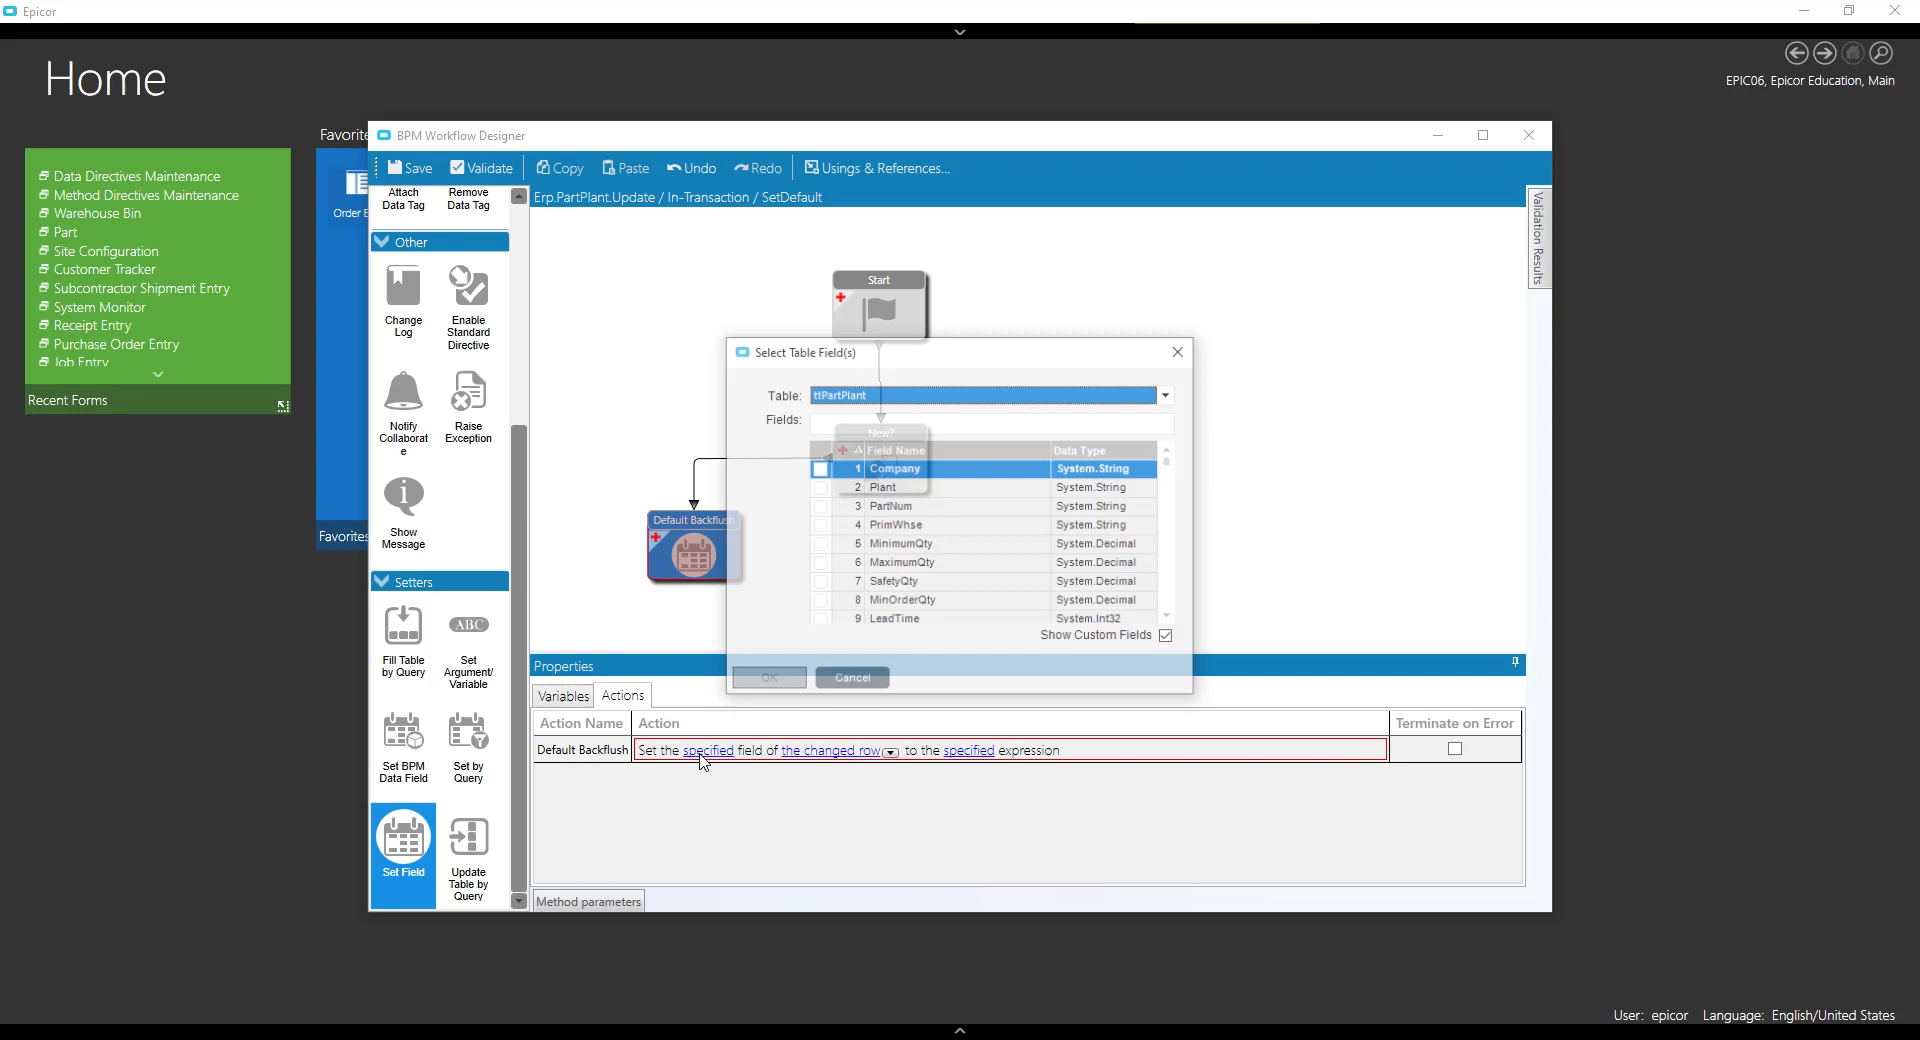 Epicor
Home
EPIC06, Epicor Education, Main
Data Directives Maintenance
Method Directives Maintenance
Warehouse Bin
Part
Site Configuration
Customer Tracker
Subcontractor Shipment Entry
System Monitor
Receipt Entry
Purchase Order Entry
Job Entry
Recent Forms
Favorite
Order E
Favorites
BPM Workflow Designer
Save
Validate
Copy
Paste
Undo
Redo
Usings & References...
Attach
Data Tag
Remove
Data Tag
Other
Change
Log
Enable
Standard
Directive
Notify
Collaborat
e
Raise
Exception
Show
Message
Setters
Fill Table
by Query
ABC
Set
Argument/
Variable
Set BPM
Data Field
Set by
Query
Set Field
Update
Table by
Query
Erp.PartPlant.Update / In-Transaction / SetDefault
Validation Results
Start
New?
Default Backflush
Select Table Field(s)
Table: ttPartPlant
Fields:
Field Name Data Type
1 Company System.String
2 Plant System.String
3 PartNum System.String
4 PrimWhse System.String
5 MinimumQty System.Decimal
6 MaximumQty System.Decimal
7 SafetyQty System.Decimal
8 MinOrderQty System.Decimal
9 LeadTime System.Int32
Show Custom Fields
OK
Cancel
Properties
Variables
Actions
Action Name Action Terminate on Error
Default Backflush Set the specified field of the changed row to the specified expression
Method parameters
User: epicor Language: English/United States